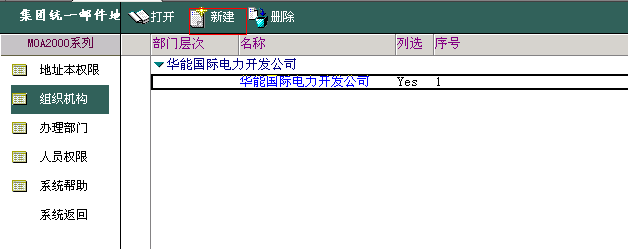 集团统一邮件地 打开 新建 删除
MOA2000系列 部门层次 名称 列选 序号
地址本权限
组织机构
办理部门
人员权限
系统帮助
系统返回
华能国际电力开发公司
华能国际电力开发公司 Yes 1